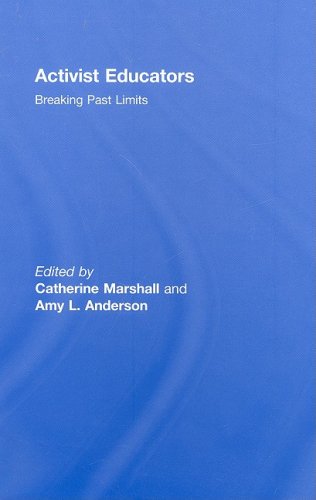 Activist Educators
Breaking Past Limits
Edited by
Catherine Marshall and
Amy L. Anderson